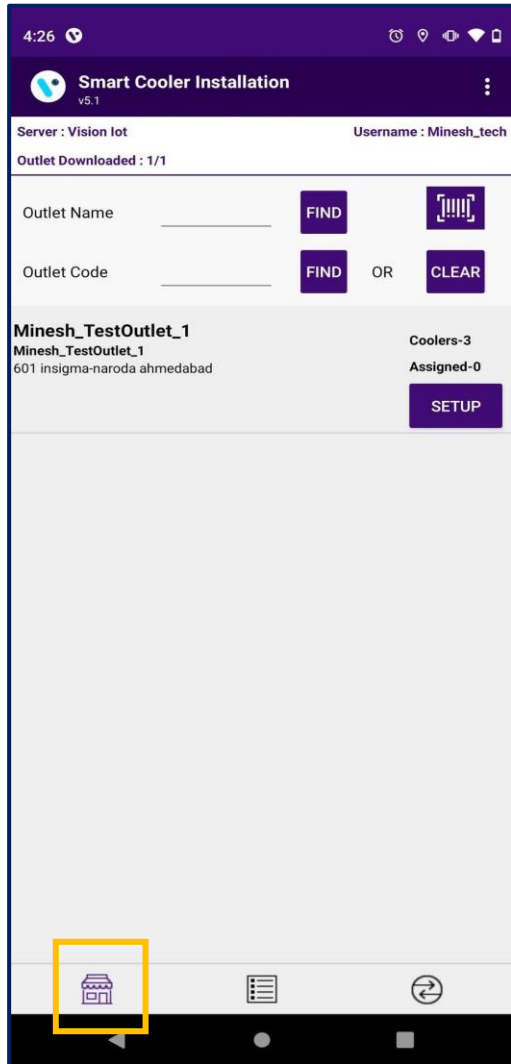 4:26
Smart Cooler Installation
v5.1
Server : Vision Iot Username : Minesh_tech
Outlet Downloaded : 1/1
Outlet Name FIND
Outlet Code FIND OR CLEAR
Minesh_TestOutlet_1
Minesh_TestOutlet_1
601 insigma-naroda ahmedabad
Coolers-3
Assigned-0
SETUP